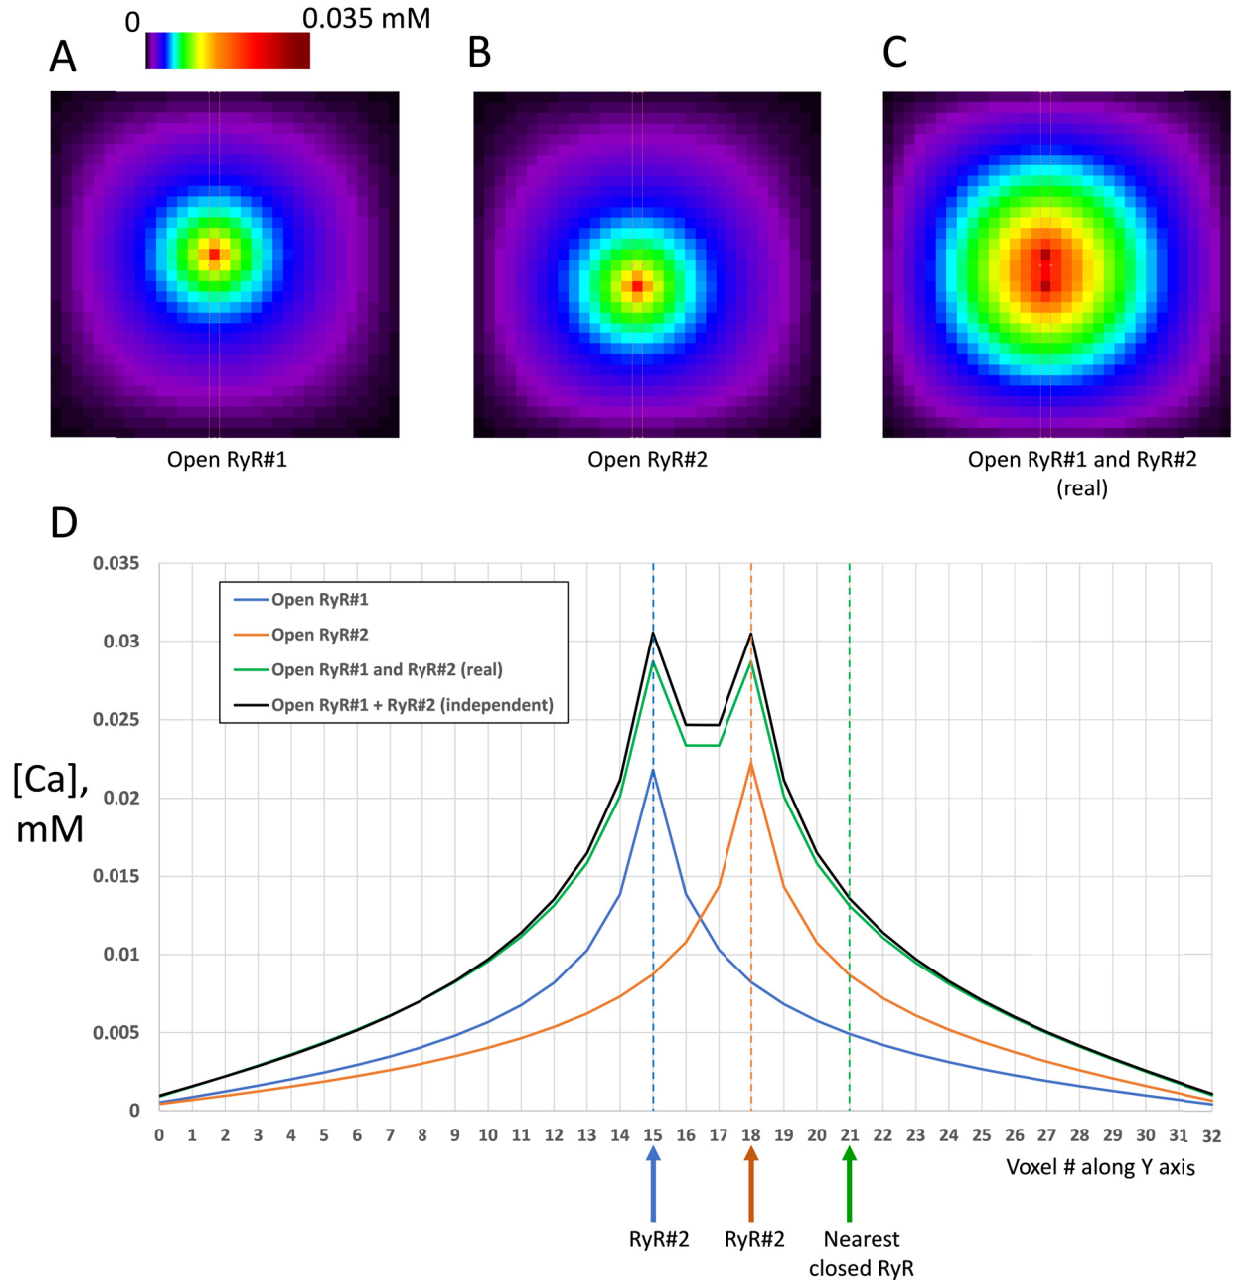 0
0.035 mM
A
B
C
Open RyR#1
Open RyR#2
Open RyR#1 and RyR#2
(real)
D
0.035
0.03
0.025
0.02
0.015
0.01
0.005
0
Open RyR#1
Open RyR#2
Open RyR#1 and RyR#2 (real)
Open RyR#1 + RyR#2 (independent)
[Ca],
mM
0 1 2 3 4 5 6 7 8 9 10 11 12 13 14 15 16 17 18 19 20 21 22 23 24 25 26 27 28 29 30 31 32
Voxel # along Y axis
RyR#2
RyR#2
Nearest
closed RyR